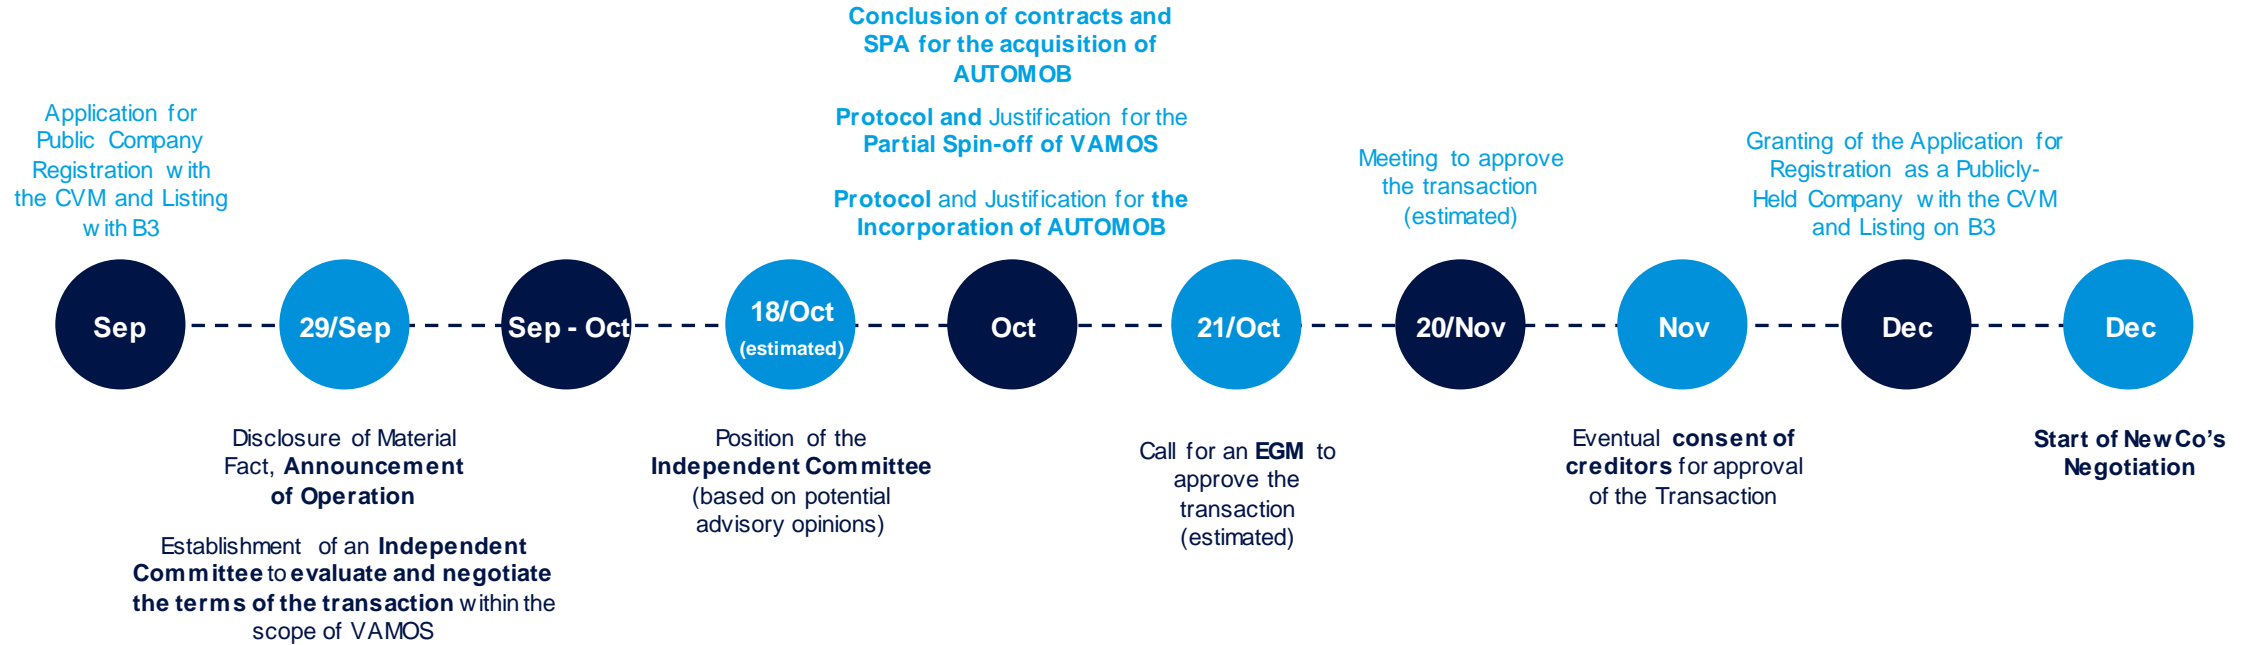 Conclusion of contracts and
SPA for the acquisition of
AUTOMOB
Application for
Public Company
Registration with
the CVM and Listing
with B3
Protocol and Justification for the
Partial Spin-off of VAMOS
Protocol and Justification for the
Incorporation of AUTOMOB
Meeting to approve
the transaction
(estimated)
Granting of the Application for
Registration as a Publicly-
Held Company with the CVM
and Listing on B3
Sep
29/Sep
Sep - Oct
18/Oct
(estimated)
Oct
21/Oct
20/Nov
Nov
Dec
Dec
Disclosure of Material
Fact, Announcement
of Operation
Establishment of an Independent
Committee to evaluate and negotiate
the terms of the transaction within the
scope of VAMOS
Position of the
Independent Committee
(based on potential
advisory opinions)
Call for an EGM to
approve the
transaction
(estimated)
Eventual consent of
creditors for approval
of the Transaction
Start of NewCo's
Negotiation